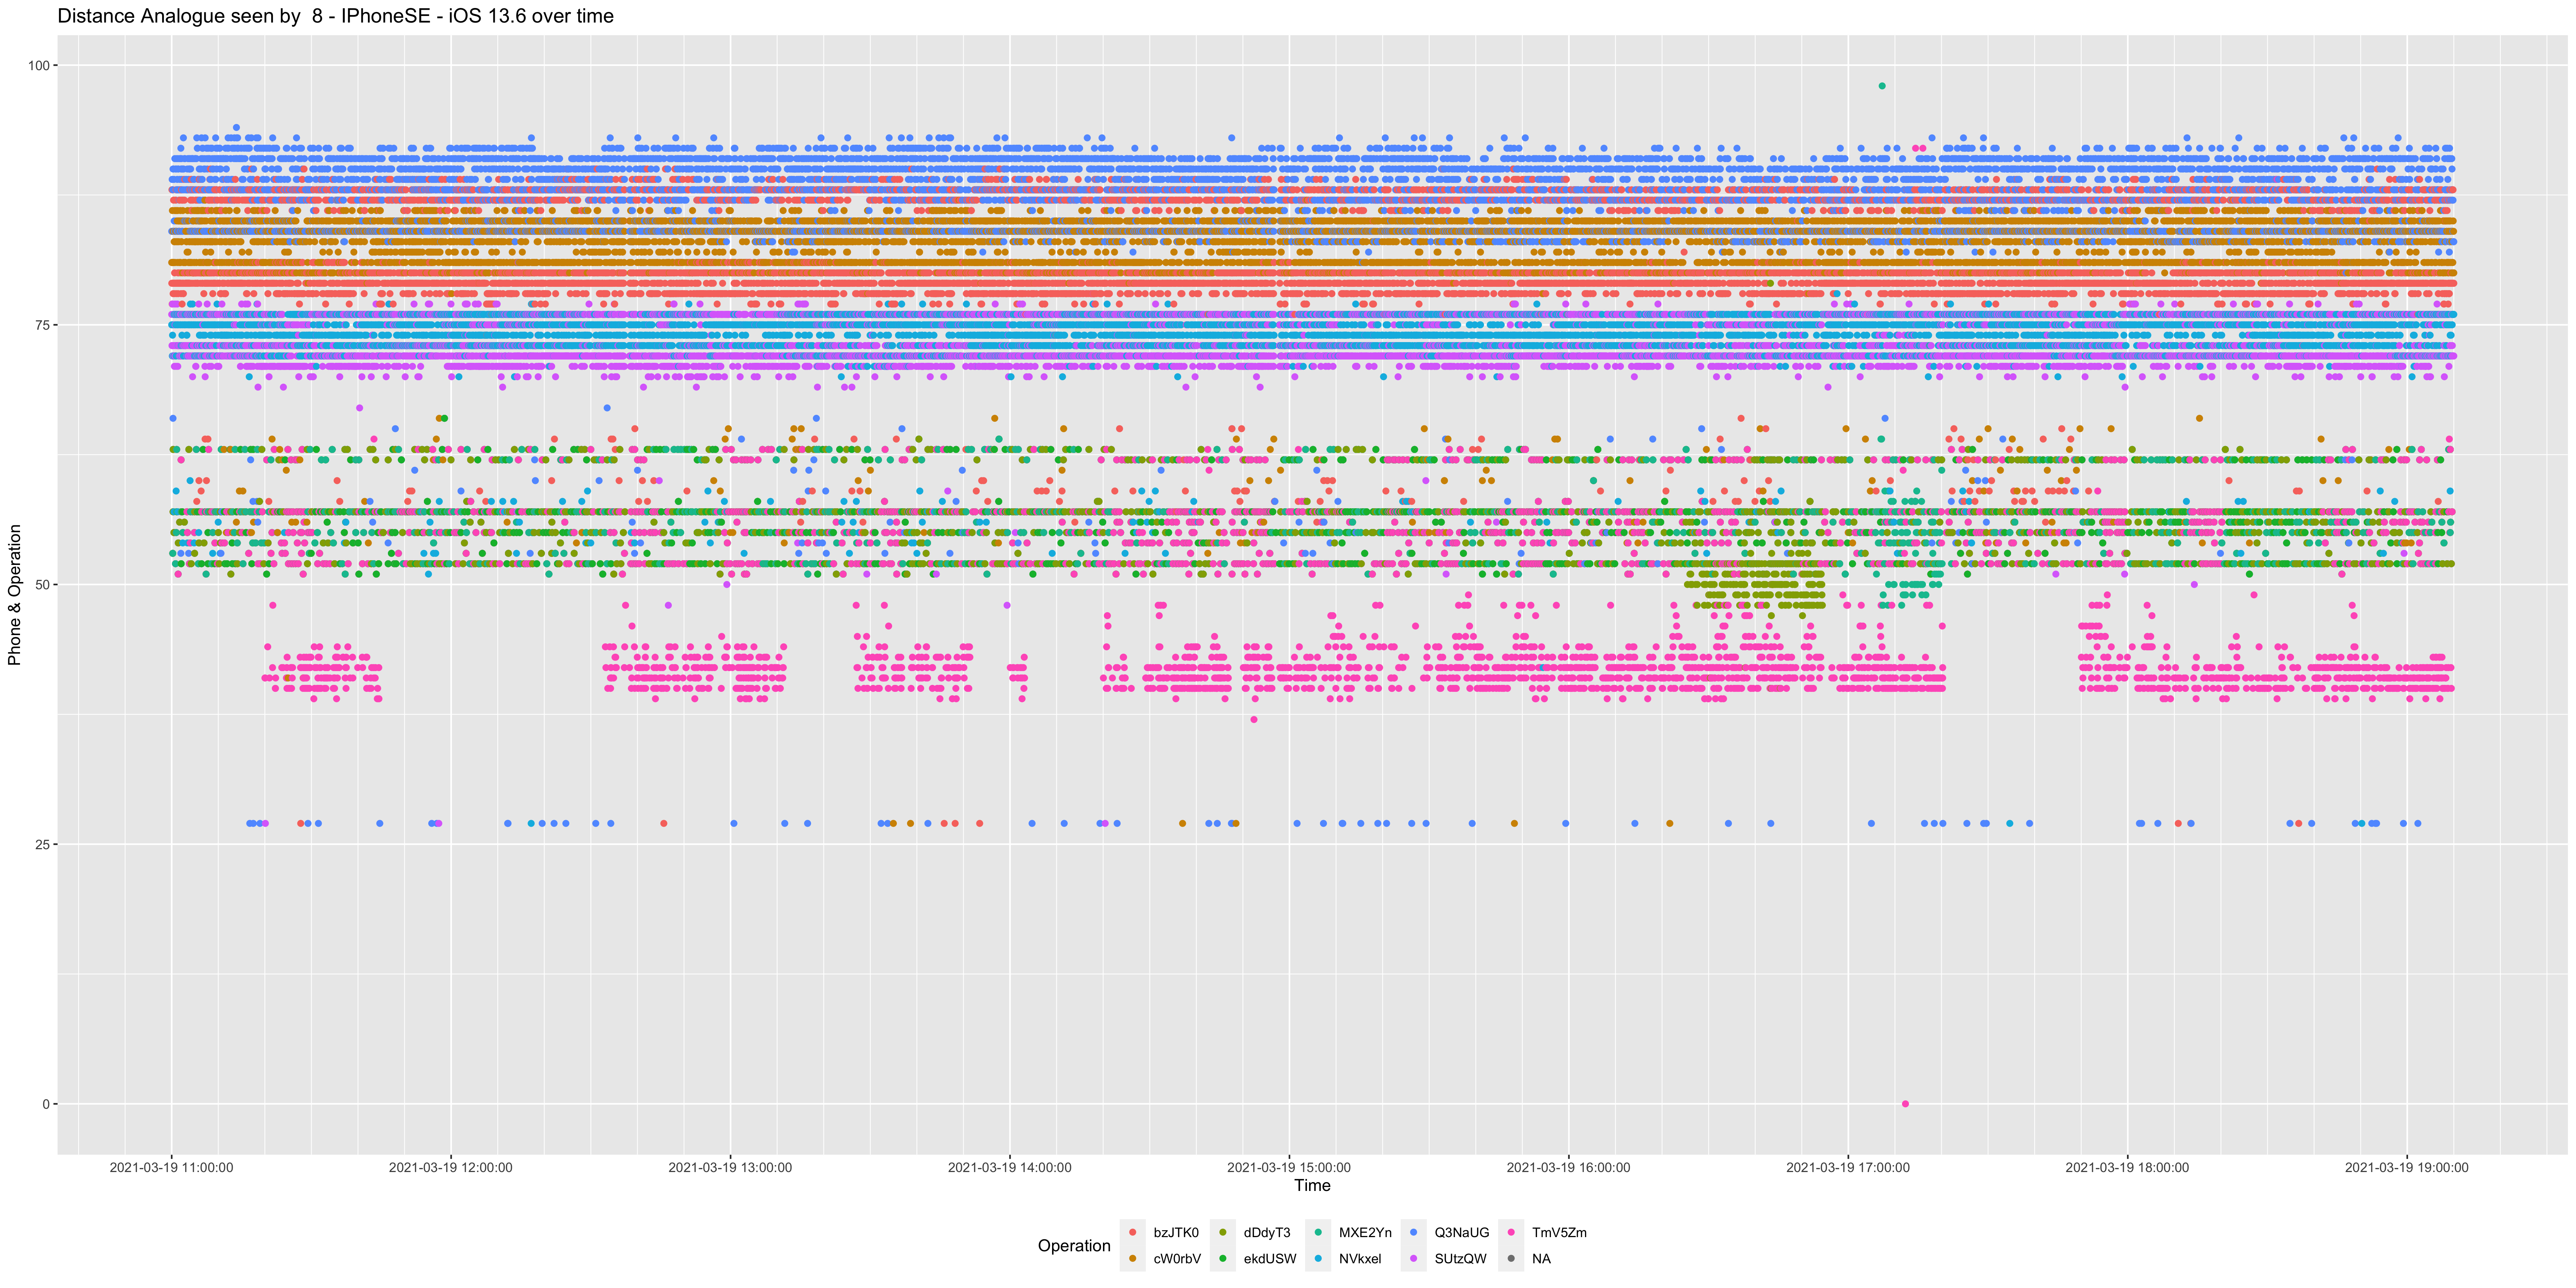 Distance Analogue seen by  8 - IPhoneSE - iOS 13.6 over time
100
75
50
25
0
Phone & Operation
2021-03-19 11:00:00 2021-03-19 12:00:00 2021-03-19 13:00:00 2021-03-19 14:00:00 2021-03-19 15:00:00 2021-03-19 16:00:00 2021-03-19 17:00:00 2021-03-19 18:00:00 2021-03-19 19:00:00
Time
Operation
bzJTK0 dDdyT3 MXE2Yn Q3NaUG TmV5Zm
cW0rbV ekdUSW NVkxel SUtzQW NA